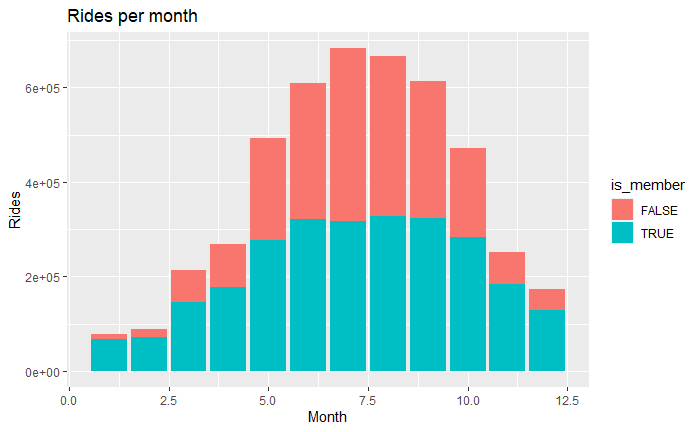 Rides per month
6e+05
4e+05
2e+05
0e+00
Rides
0.0 2.5 5.0 7.5 10.0 12.5
Month
is_member
FALSE
TRUE